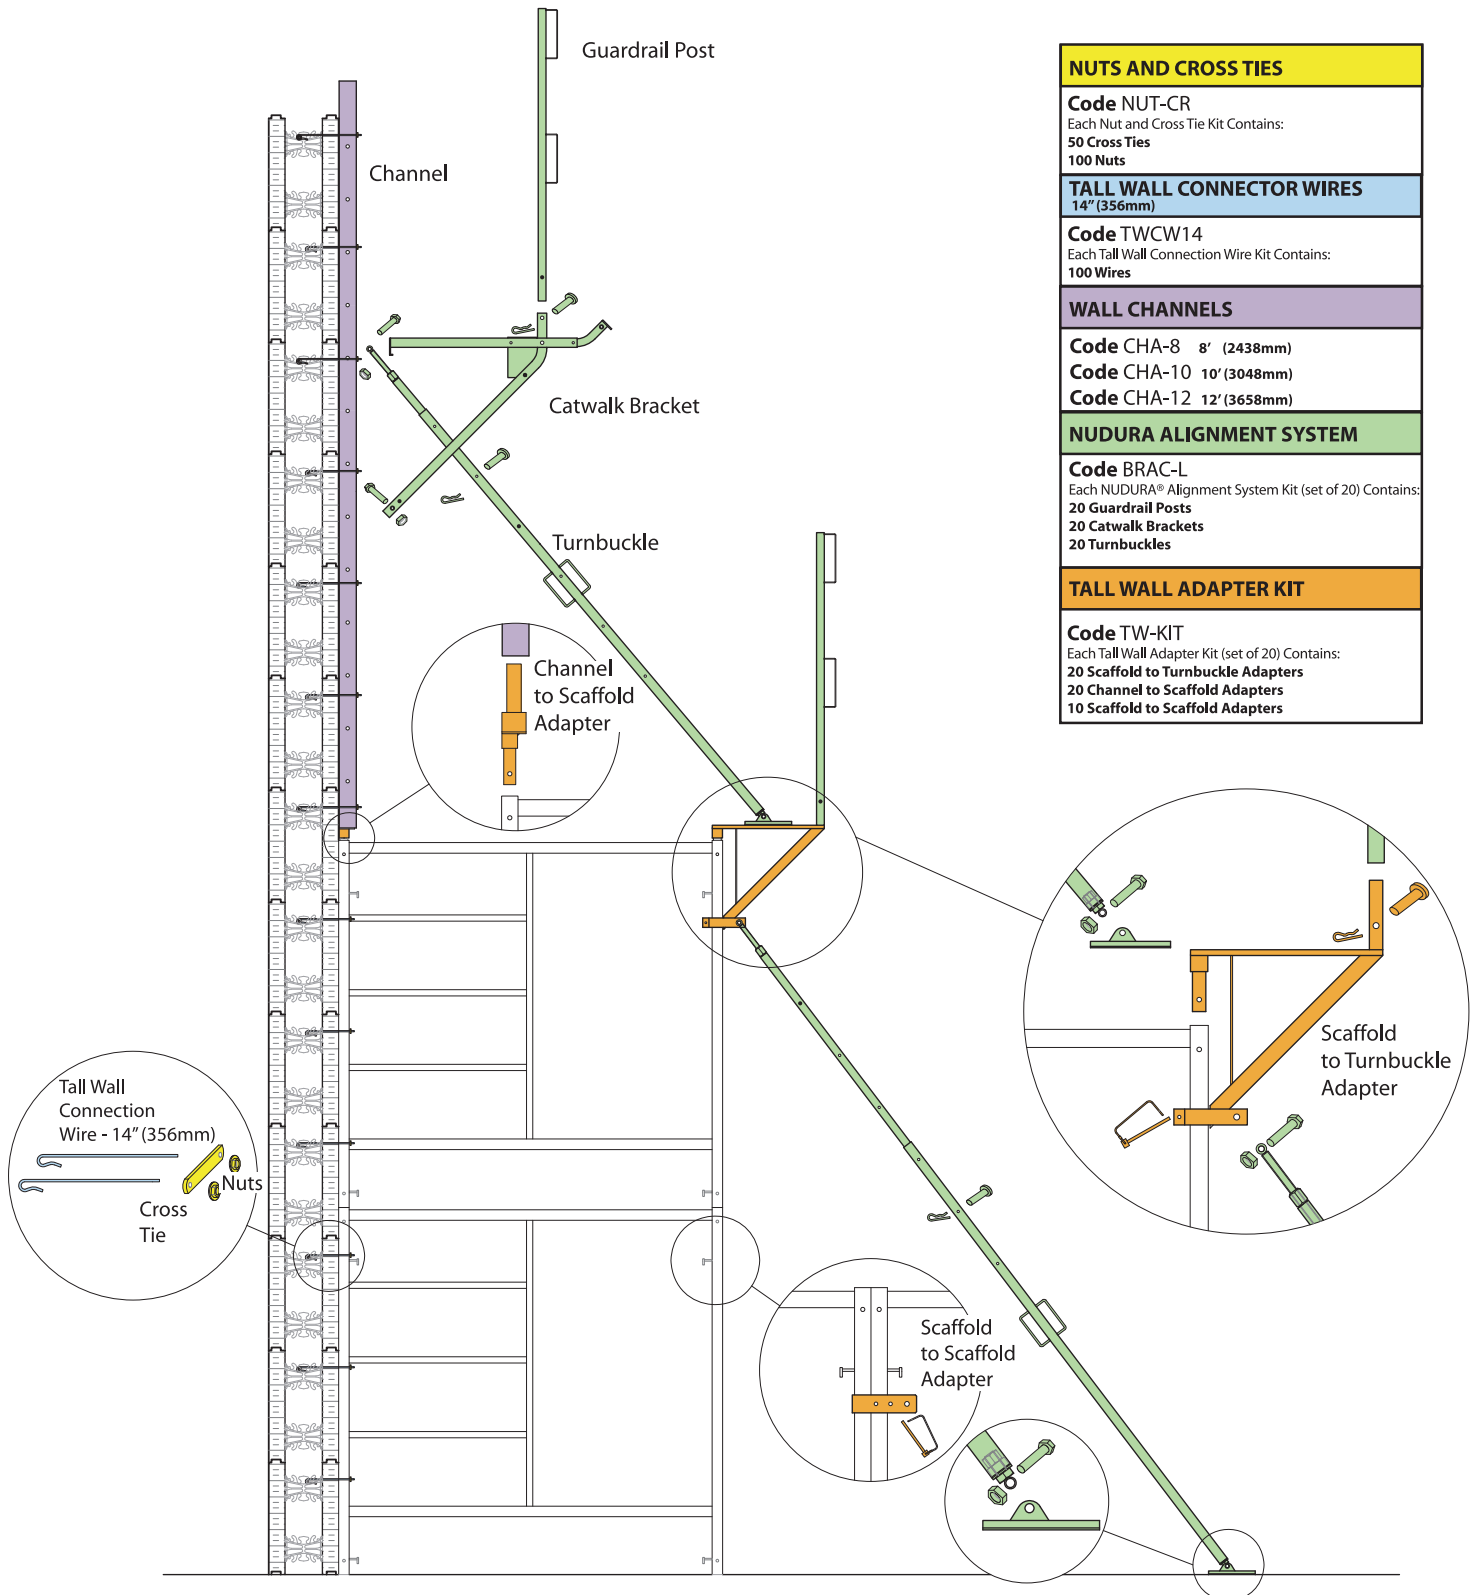 Guardrail Post
Channel
Catwalk Bracket
Turnbuckle
Channel
to Scaffold
Adapter
NUTS AND CROSS TIES
Code NUT-CR
Each Nut and Cross Tie Kit Contains:
50 Cross Ties
100 Nuts
TALL WALL CONNECTOR WIRES
14” (356mm)
Code TWCW14
Each Tall Wall Connection Wire Kit Contains:
100 Wires
WALL CHANNELS
Code CHA-8 8’ (2438mm)
Code CHA-10 10’ (3048mm)
Code CHA-12 12’ (3658mm)
NUDURA ALIGNMENT SYSTEM
Code BRAC-L
Each NUDURA® Alignment System Kit (set of 20) Contains:
20 Guardrail Posts
20 Catwalk Brackets
20 Turnbuckles
TALL WALL ADAPTER KIT
Code TW-KIT
Each Tall Wall Adapter Kit (set of 20) Contains:
20 Scaffold to Turnbuckle Adapters
20 Channel to Scaffold Adapters
10 Scaffold to Scaffold Adapters
Scaffold
to Turnbuckle
Adapter
Tall Wall
Connection
Wire - 14” (356mm)
Nuts
Cross
Tie
Scaffold
to Scaffold
Adapter